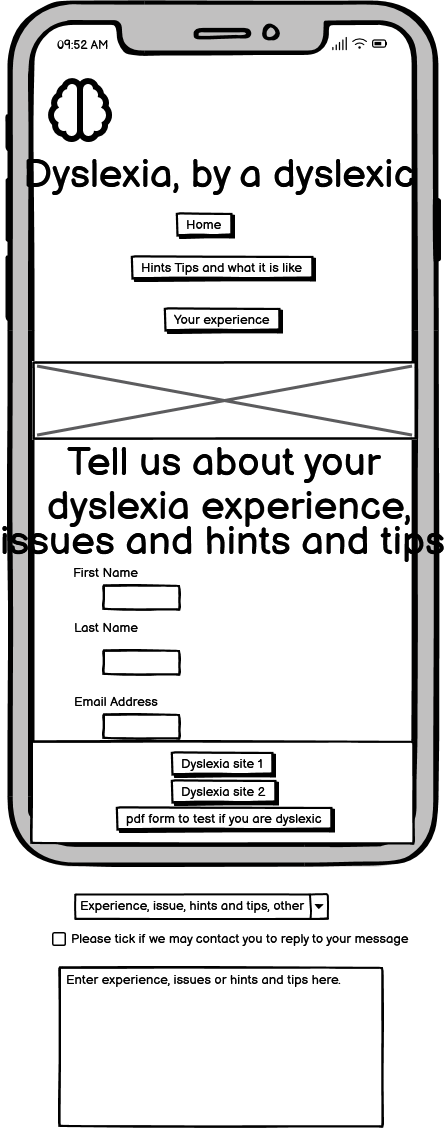 09:52 AM
Dyslexia, by a dyslexic
Home
Hints Tips and what it is like
Your experience
Tell us about your
dyslexia experience,
issues and hints and tips
First Name
Last Name
Email Address
Dyslexia site 1
Dyslexia site 2
pdf form to test if you are dyslexic
Experience, issue, hints and tips, other
Please tick if we may contact you to reply to your message
Enter experience, issues or hints and tips here.